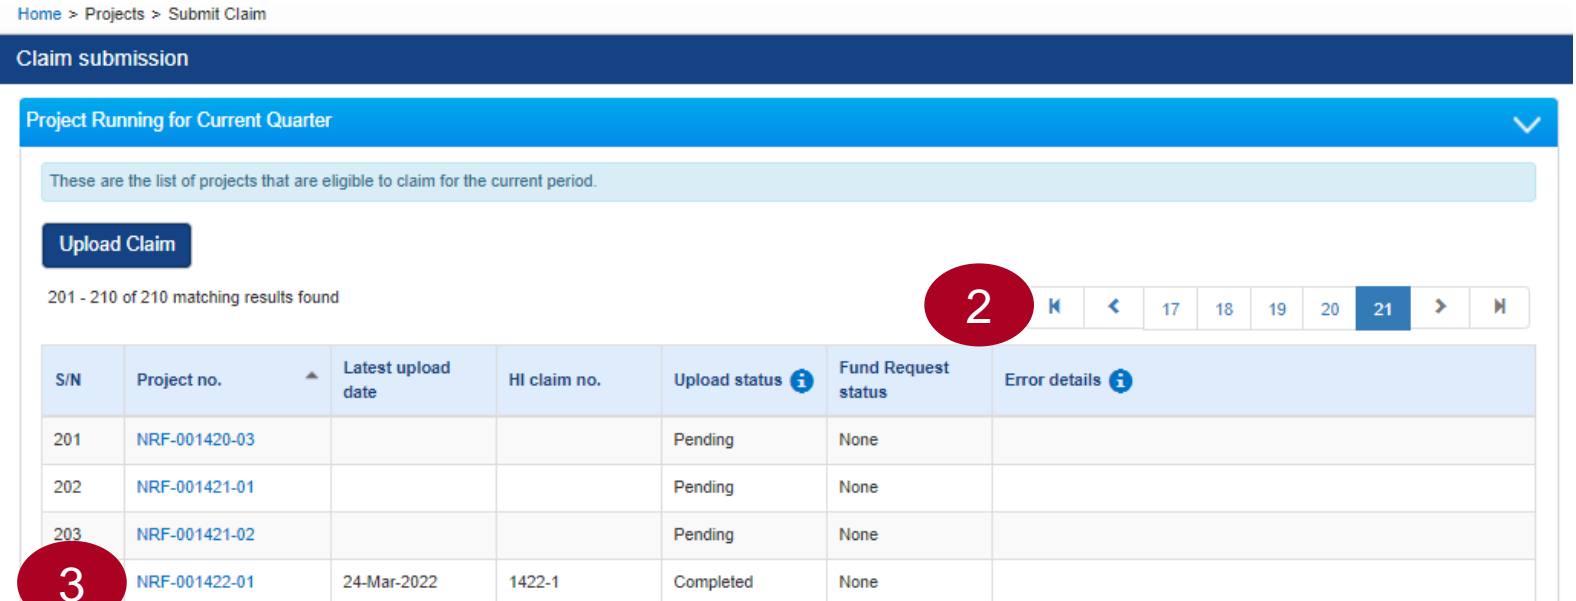 Home > Projects > Submit Claim
Claim submission
Project Running for Current Quarter
These are the list of projects that are eligible to claim for the current period.
Upload Claim
201 - 210 of 210 matching results found
2
17 18 19 20 21
S/N Project no. Latest upload date HI claim no. Upload status Fund Request status Error details
201 NRF-001420-03 Pending None
202 NRF-001421-01 Pending None
203 NRF-001421-02 Pending None
3 NRF-001422-01 24-Mar-2022 1422-1 Completed None